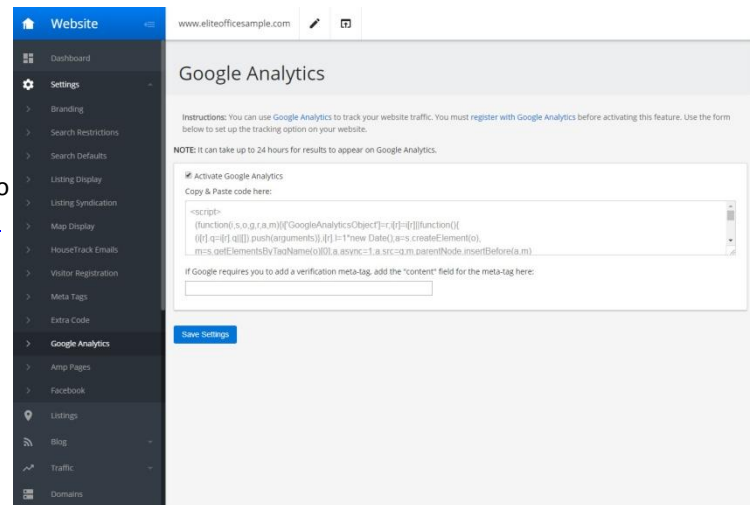 Website
www.eliteofficesample.com
Dashboard
Settings
Branding
Search Restrictions
Search Defaults
Listing Display
Listing Syndication
Map Display
HouseTrack Emails
Visitor Registration
Meta Tags
Extra Code
Google Analytics
Amp Pages
Facebook
Listings
Blog
Traffic
Domains
o
Google Analytics
Instructions: You can use Google Analytics to track your website traffic. You must register with Google Analytics before activating this feature. Use the form
below to set up the tracking option on your website.
NOTE: It can take up to 24 hours for results to appear on Google Analytics.
Activate Google Analytics
Copy & Paste code here:
<script>
(function(i,s,o,g,r,a,m){i['GoogleAnalyticsObject']=r;i[r]=i[r]||function(){
(i[r].q=i[r].q||[]).push(arguments)},i[r].l=1*new Date();a=s.createElement(o),
m=s.getElementsByTagName(o)[0];a.async=1;a.src=g;m.parentNode.insertBefore(a,m)
If Google requires you to add a verification meta-tag, add the "content" field for the meta-tag here:
Save Settings